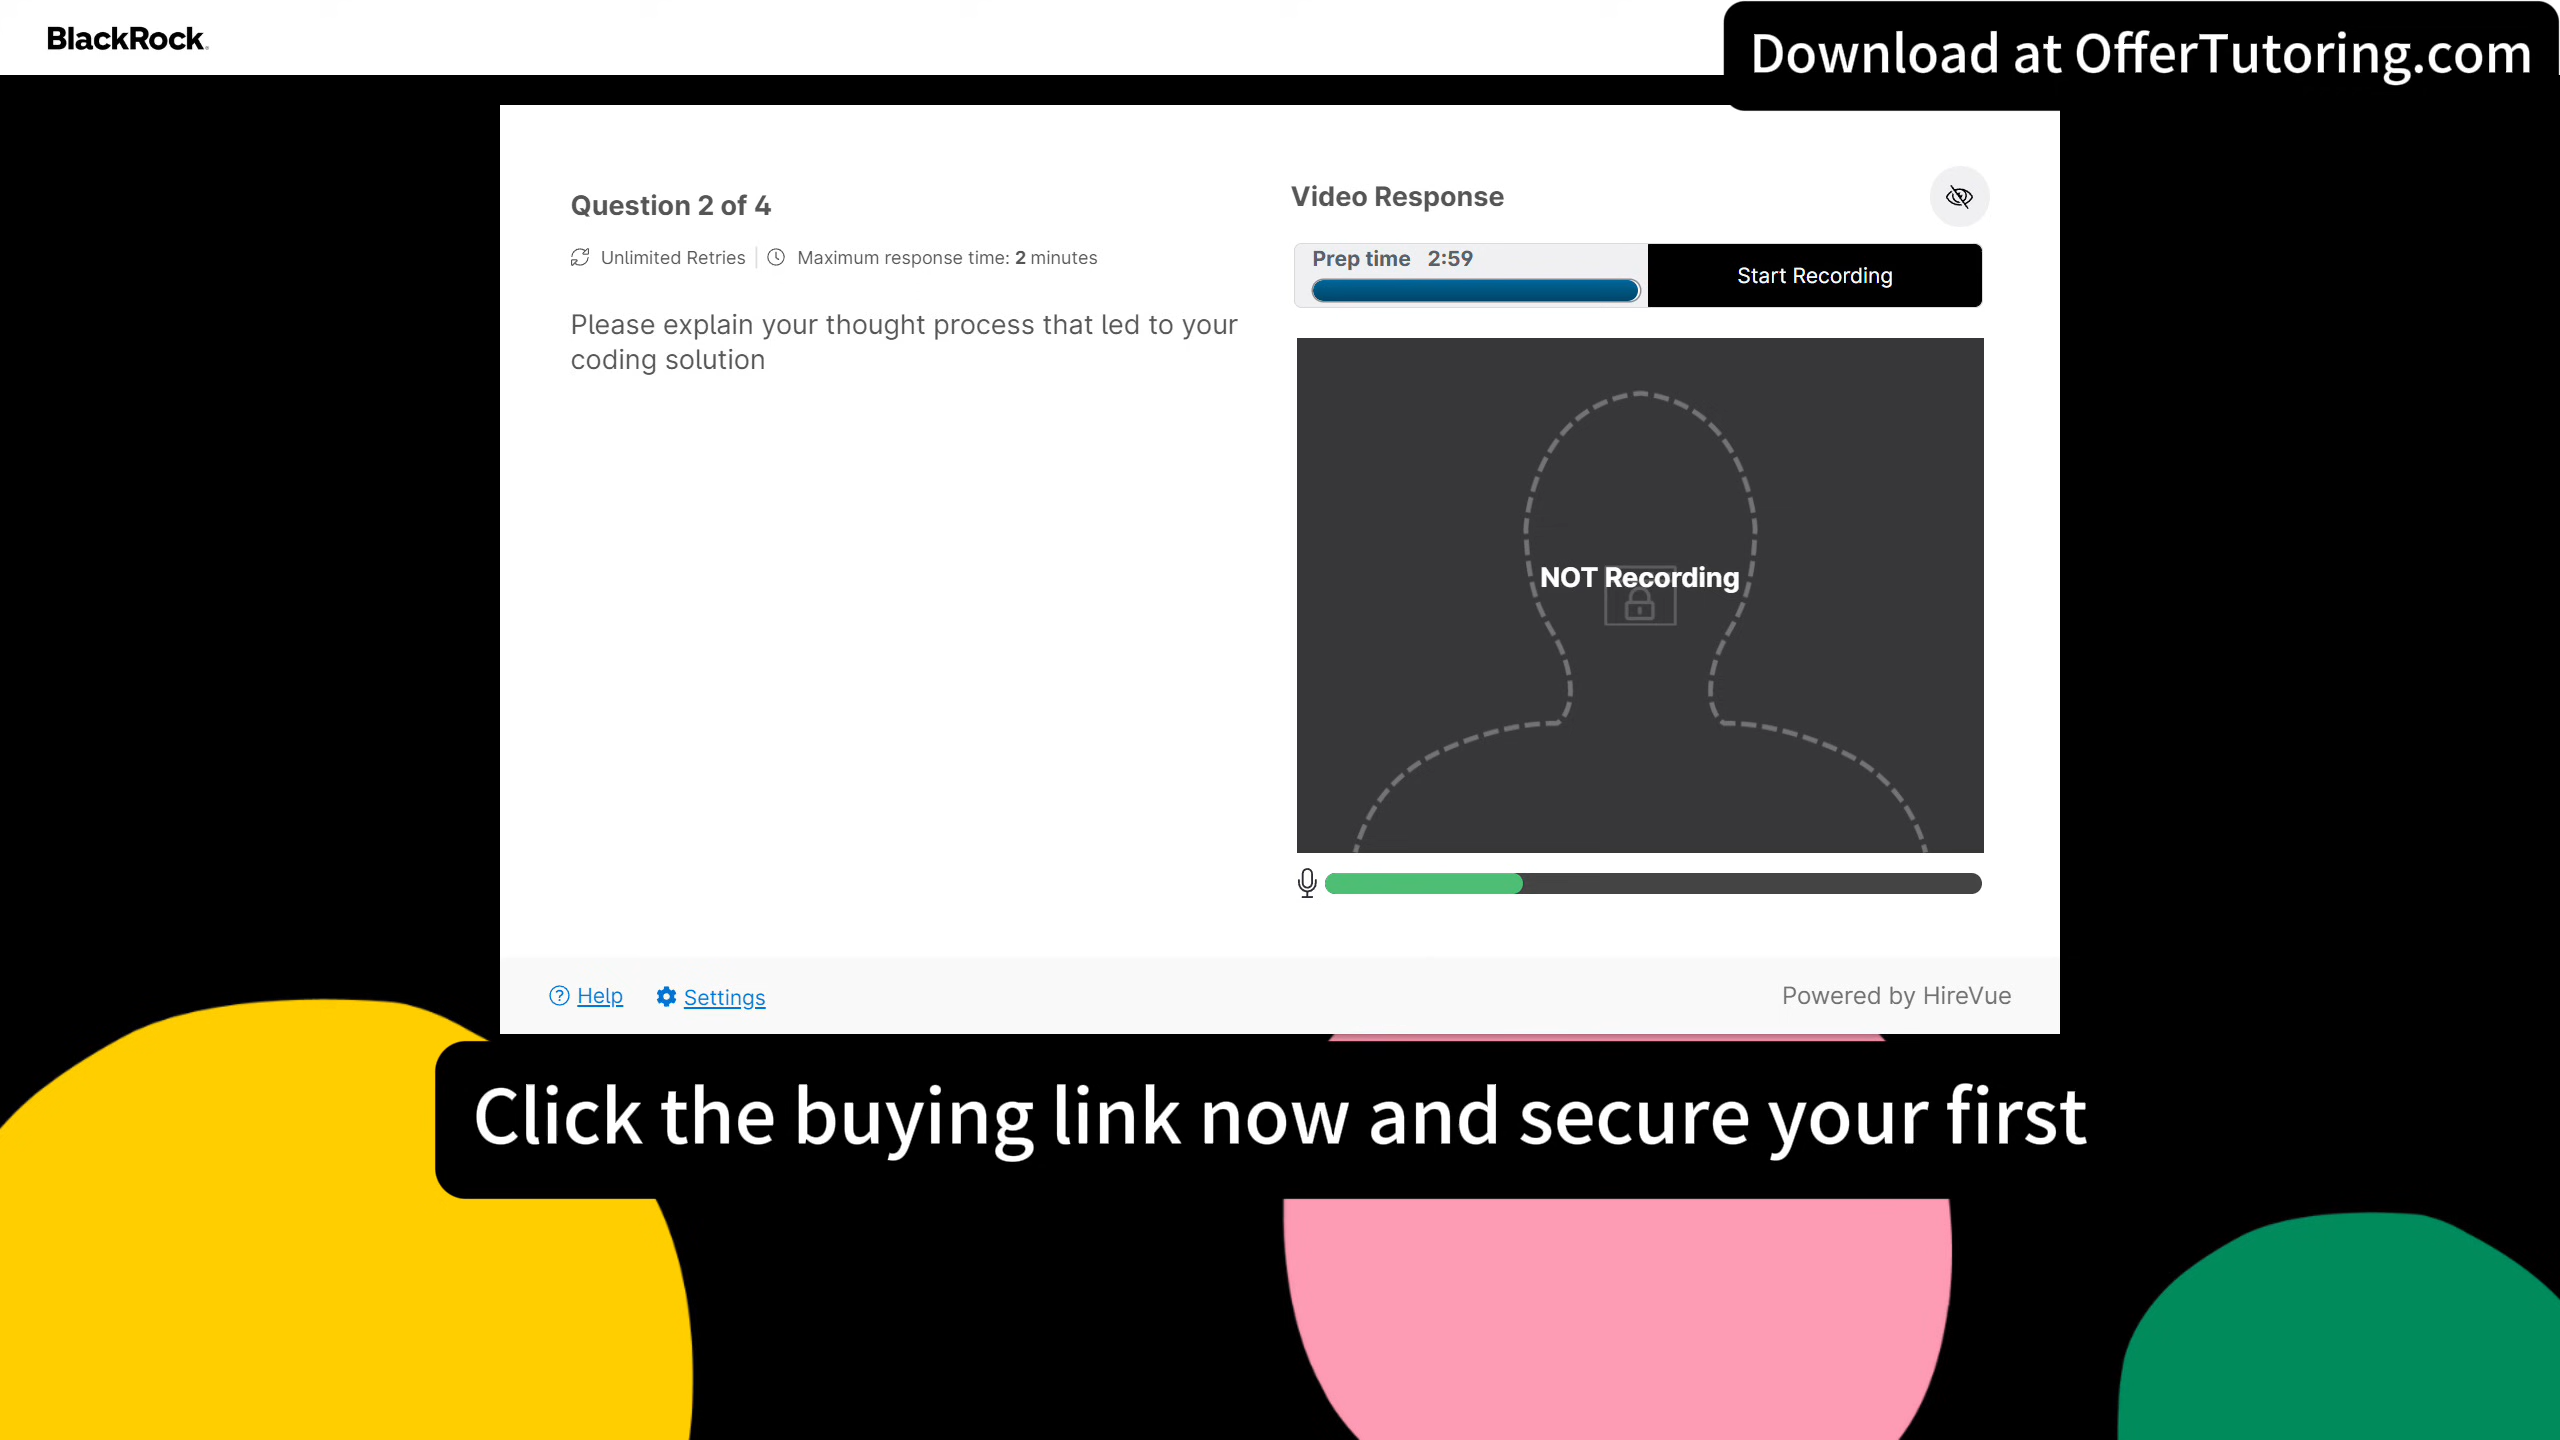 BlackRock.
Download at OfferTutoring.com
Question 2 of 4
Unlimited Retries
Maximum response time: 2 minutes
Please explain your thought process that led to your
coding solution
Video Response
Prep time 2:59
Start Recording
NOT Recording
Help
Settings
Powered by HireVue
Click the buying link now and secure your first